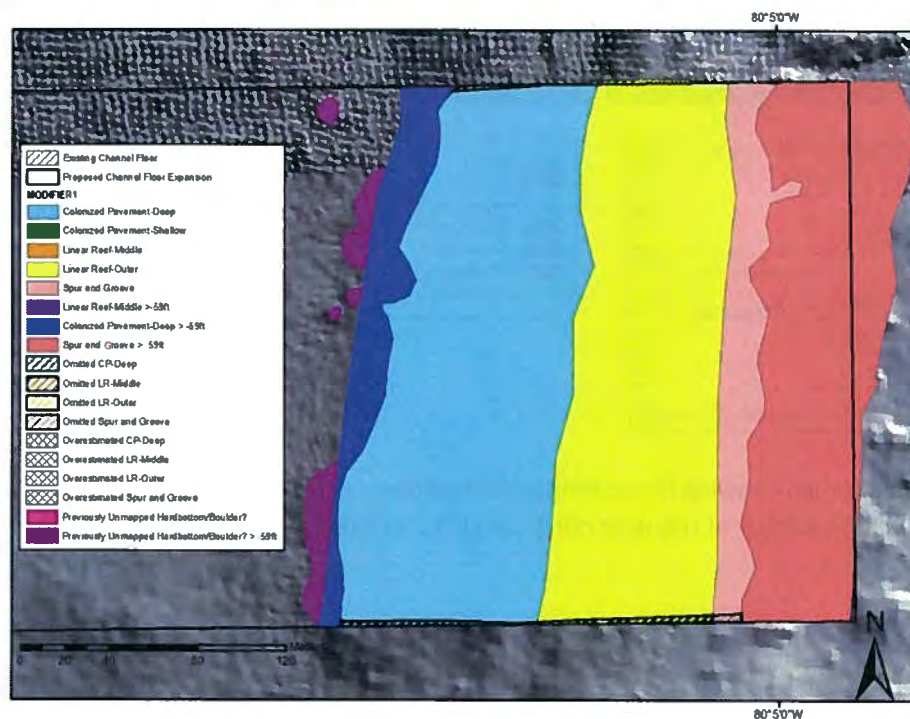 80°5'0"W
Existing Channel Floor
Proposed Channel Floor Expansion
MODIFIER1
Colonized Pavement-Deep
Colonized Pavement-Shallow
Linear Reef-Middle
Linear Reef-Outer
Spur and Groove
Linear Reef-Middle >-59ft
Colonized Pavement-Deep > -59ft
Spur and Groove > 59ft
Omitted CP-Deep
Omitted LR-Middle
Omitted LR-Outer
Omitted Spur and Groove
Overestimated CP-Deep
Overestimated LR-Middle
Overestimated LR-Outer
Overestimated Spur and Groove
Previously Unmapped Hardbottom/Boulder?
Previously Unmapped Hardbottom/Boulder? > -59ft
N
0 20 40 80 120
80°5'0"W